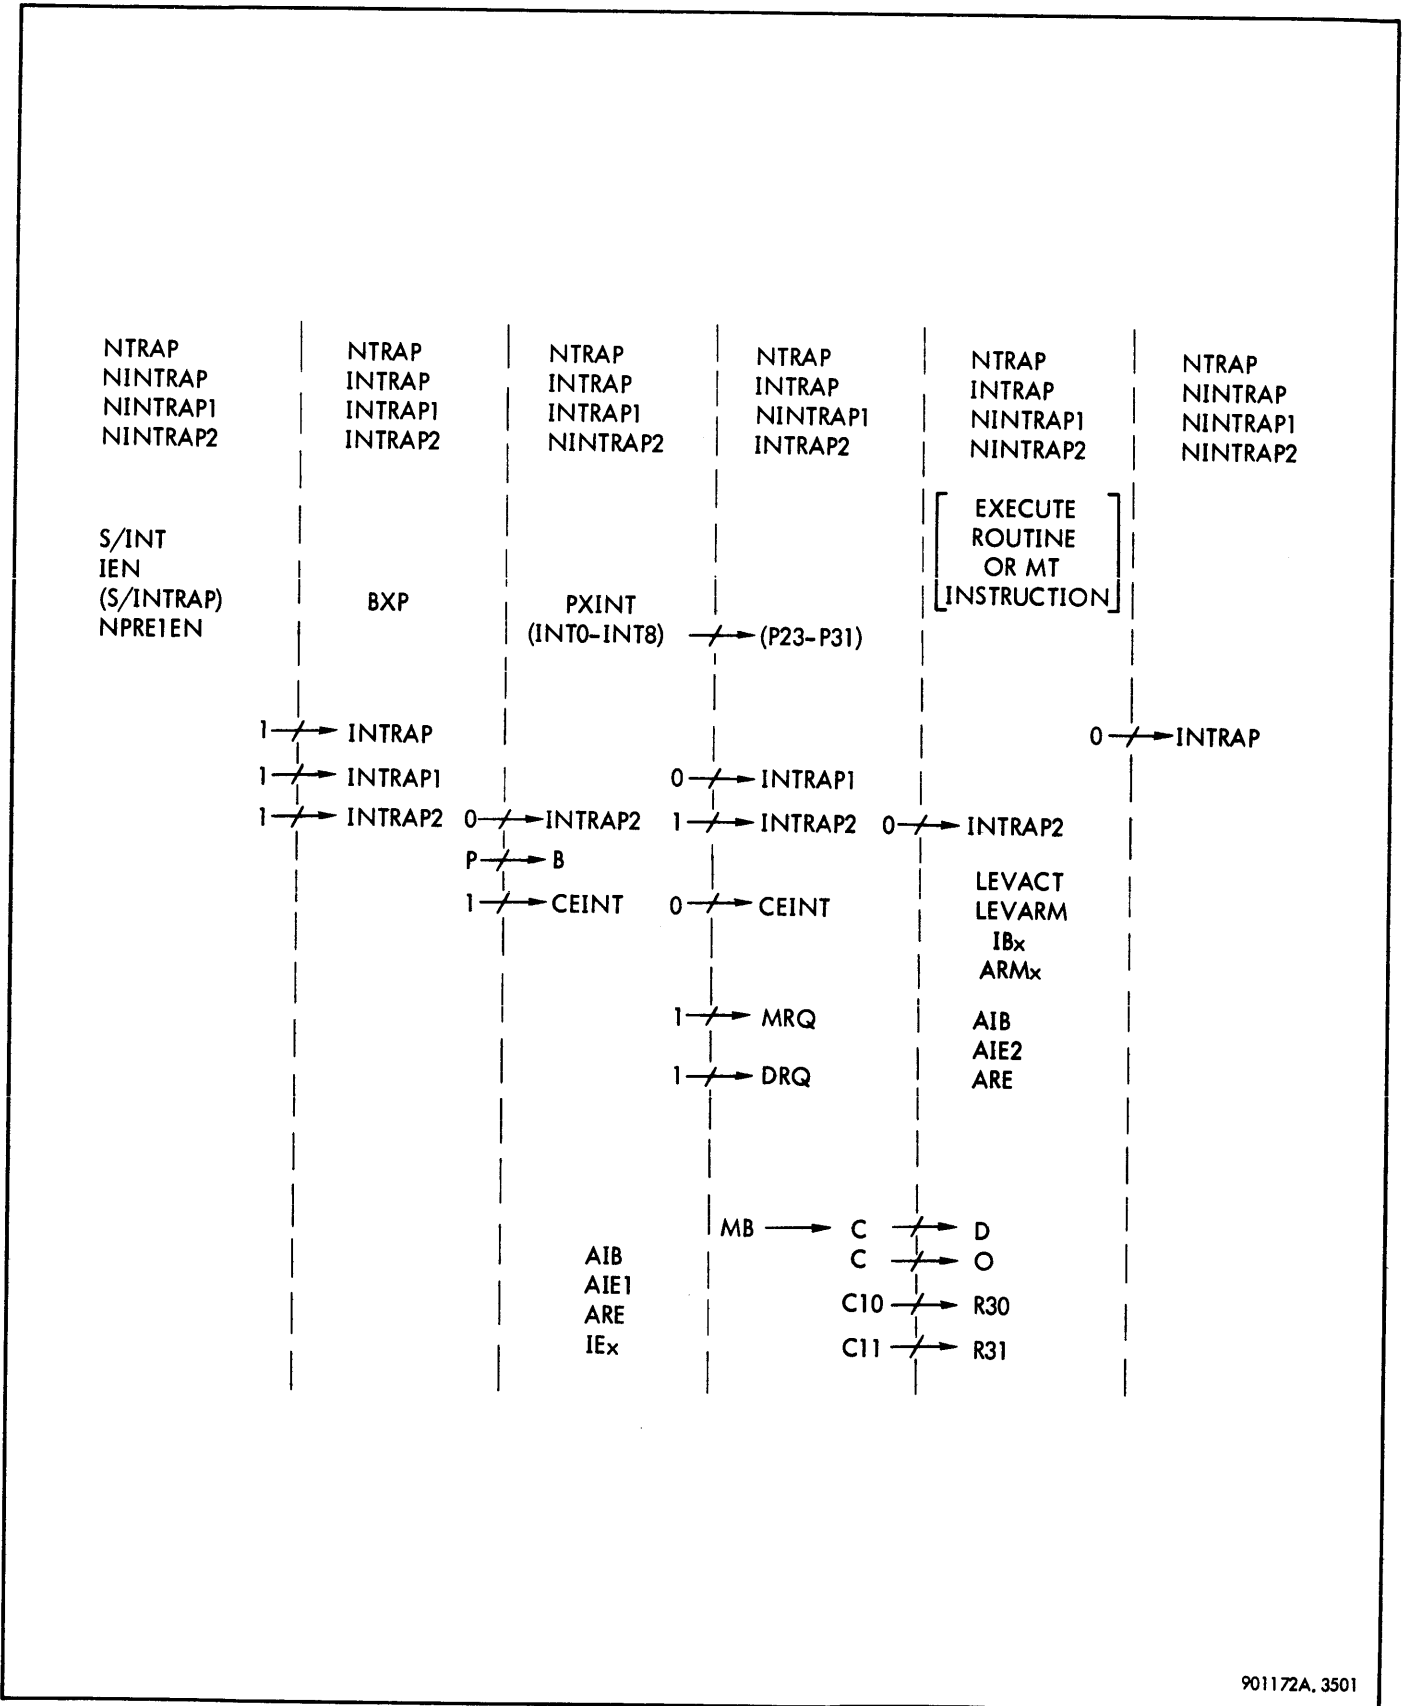 NTRAP NTRAP NTRAP NTRAP NTRAP NTRAP
NINTRAP INTRAP INTRAP INTRAP INTRAP NINTRAP
NINTRAP1 INTRAP1 INTRAP1 NINTRAP1 NINTRAP1 NINTRAP1
NINTRAP2 INTRAP2 NINTRAP2 INTRAP2 NINTRAP2 NINTRAP2
EXECUTE
S/INT ROUTINE
IEN OR MT
(S/INTRAP) BXP PXINT INSTRUCTION
NPRE1EN (INT0-INT8) (P23-P31)
1 INTRAP 0 INTRAP
1 INTRAP1 0 INTRAP1
1 INTRAP2 0 INTRAP2 1 INTRAP2 0 INTRAP2
P B
LEVACT
1 CEINT 0 CEINT LEVARM
IBx
ARMx
1 MRQ AIB
AIE2
1 DRQ ARE
MB C D
AIB C O
AIE1
ARE C10 R30
IEx C11 R31
901172A. 3501